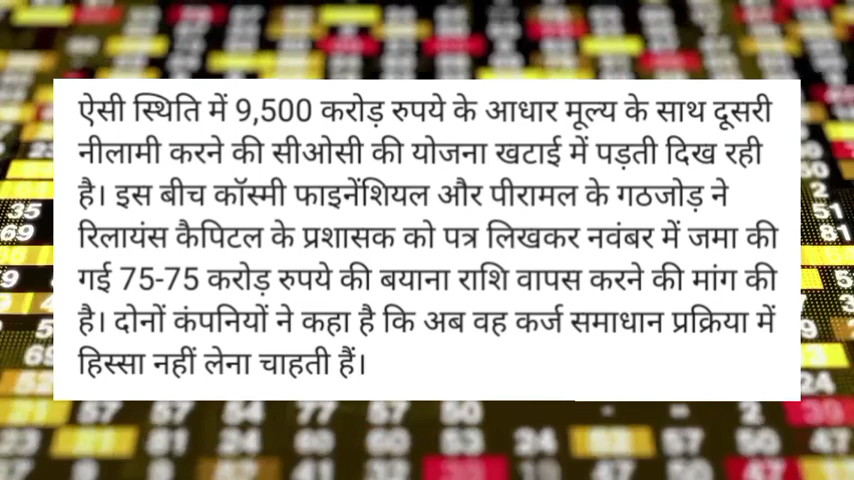 ऐसी स्थिति में 9,500 करोड़ रुपये के आधार मूल्य के साथ दूसरी
नीलामी करने की सीओसी की योजना खटाई में पड़ती दिख रही
है। इस बीच कॉस्मी फाइनेंशियल और पीरामल के गठजोड़ ने
रिलायंस कैपिटल के प्रशासक को पत्र लिखकर नवंबर में जमा की
गई 75-75 करोड़ रुपये की बयाना राशि वापस करने की मांग की
है। दोनों कंपनियों ने कहा है कि अब वह कर्ज समाधान प्रक्रिया में
हिस्सा नहीं लेना चाहती हैं।